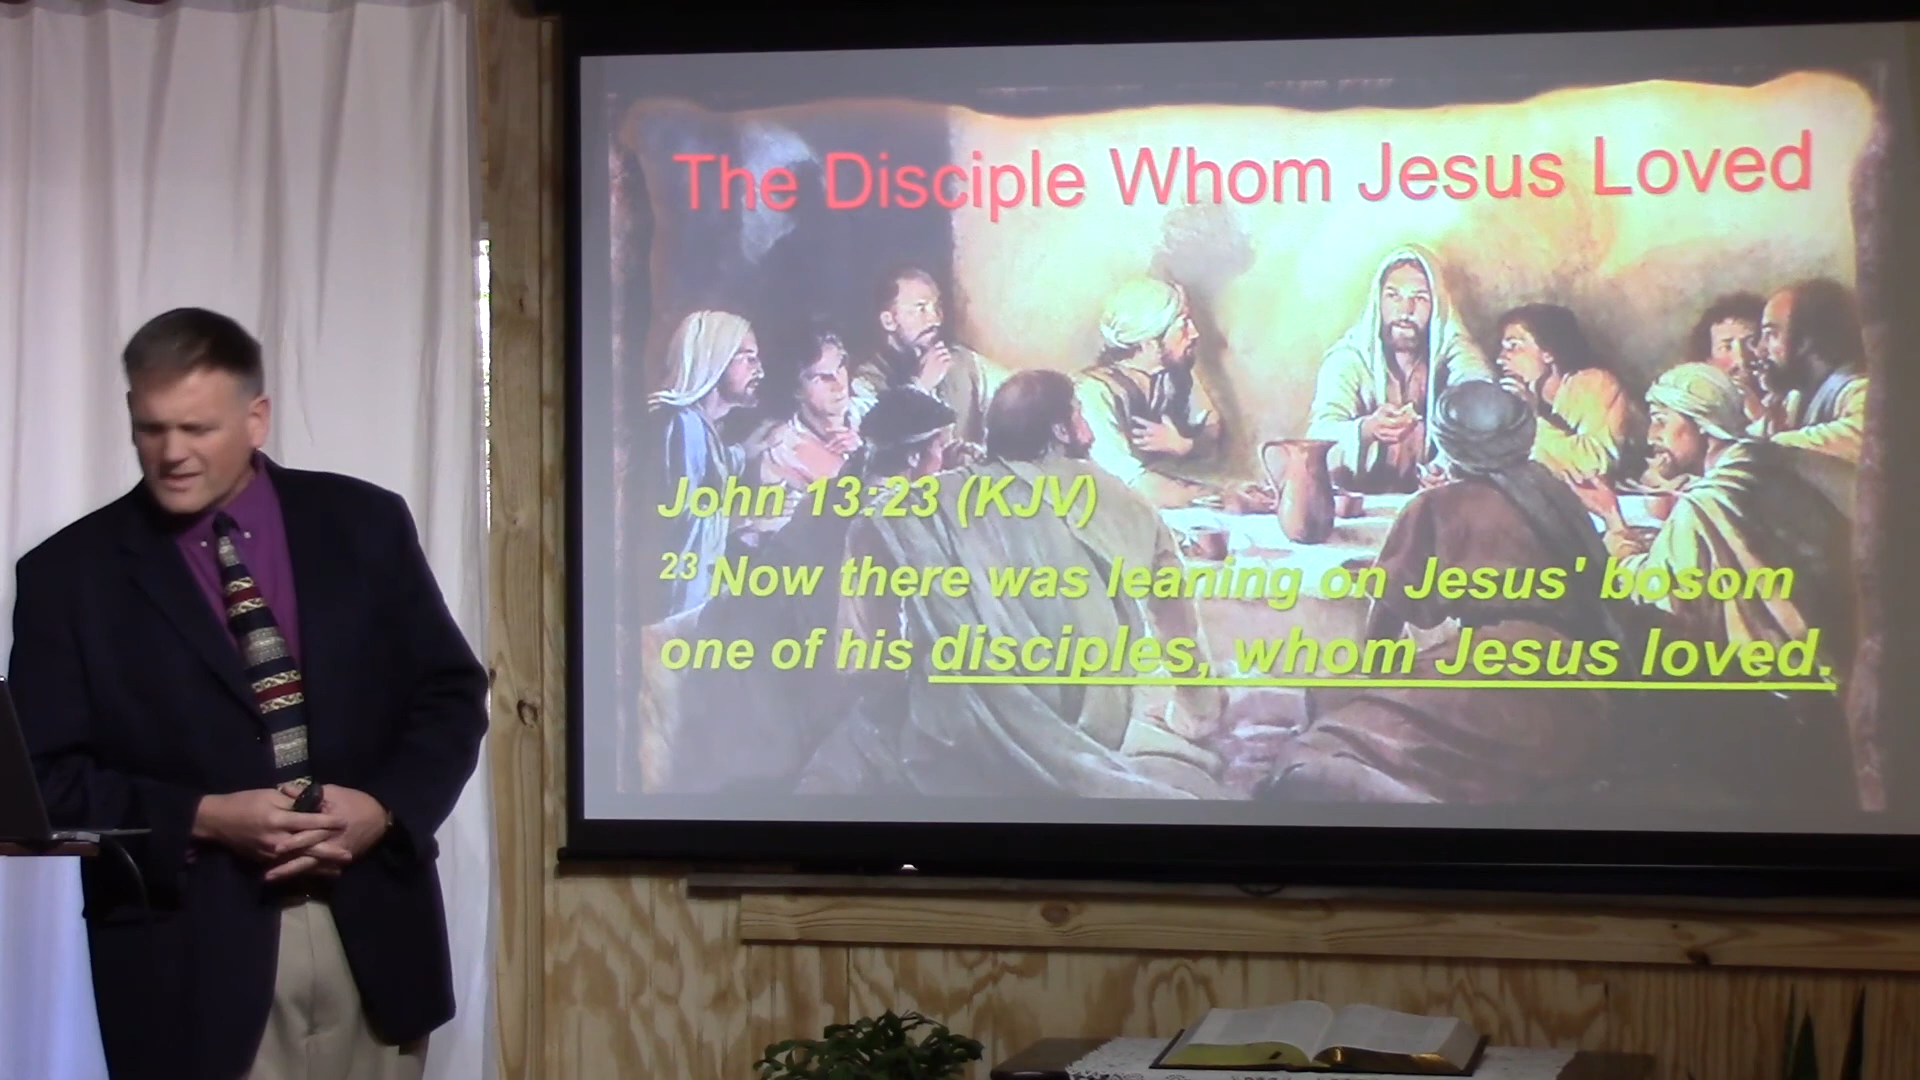 The Disciple Whom Jesus Loved
John 13:23 (KJV)
23 Now there was leaning on Jesus' bosom
one of his disciples, whom Jesus loved.